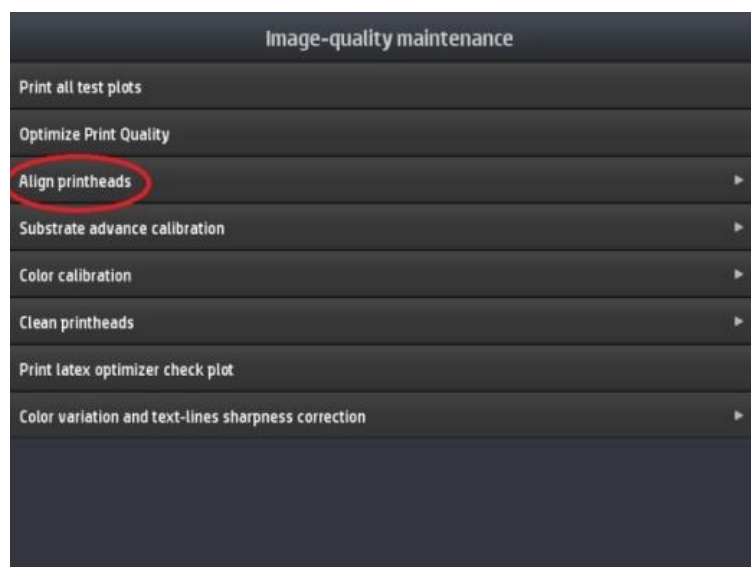 Image-quality maintenance
Print all test plots
Optimize Print Quality
Align printheads
Substrate advance calibration
Color calibration
Clean printheads
Print latex optimizer check plot
Color variation and text-lines sharpness correction